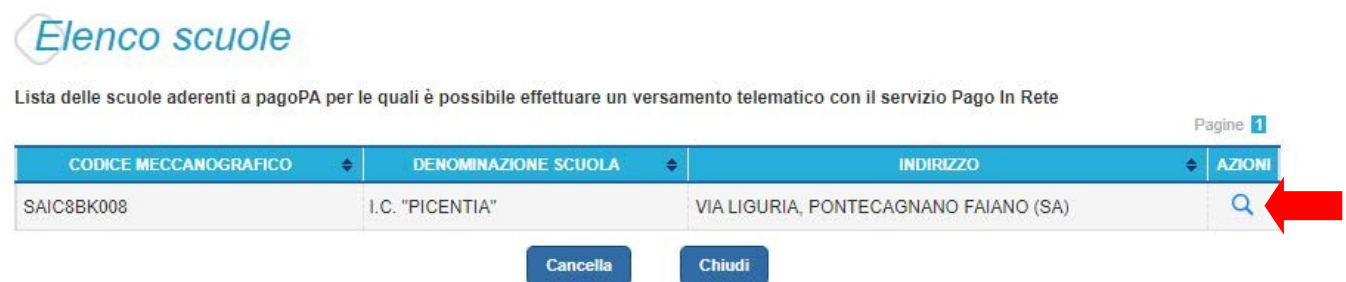 Elenco scuole
Lista delle scuole aderenti a pagoPA per le quali è possibile effettuare un versamento telematico con il servizio Pago In Rete
Pagine 1
CODICE MECCANOGRAFICO DENOMINAZIONE SCUOLA INDIRIZZO AZIONI
SAIC8BK008 I.C. "PICENTIA" VIA LIGURIA, PONTECAGNANO FAIANO (SA)
Cancella Chiudi